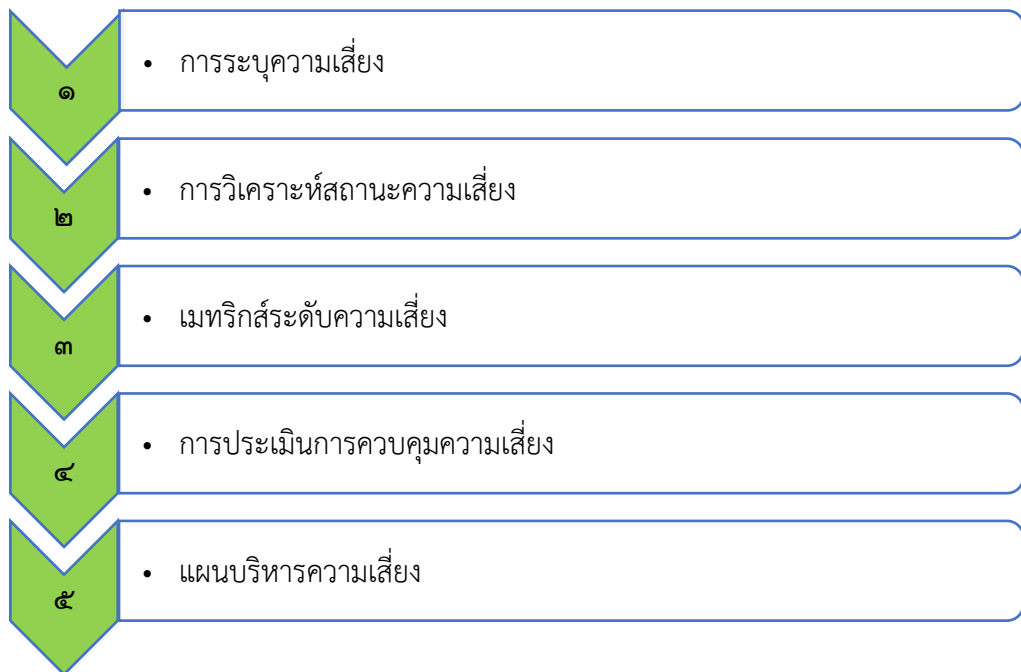 ๑
• การระบุความเสี่ยง
๒
• การวิเคราะห์สถานะความเสี่ยง
๓
• เมทริกส์ระดับความเสี่ยง
๔
• การประเมินการควบคุมความเสี่ยง
๕
• แผนบริหารความเสี่ยง